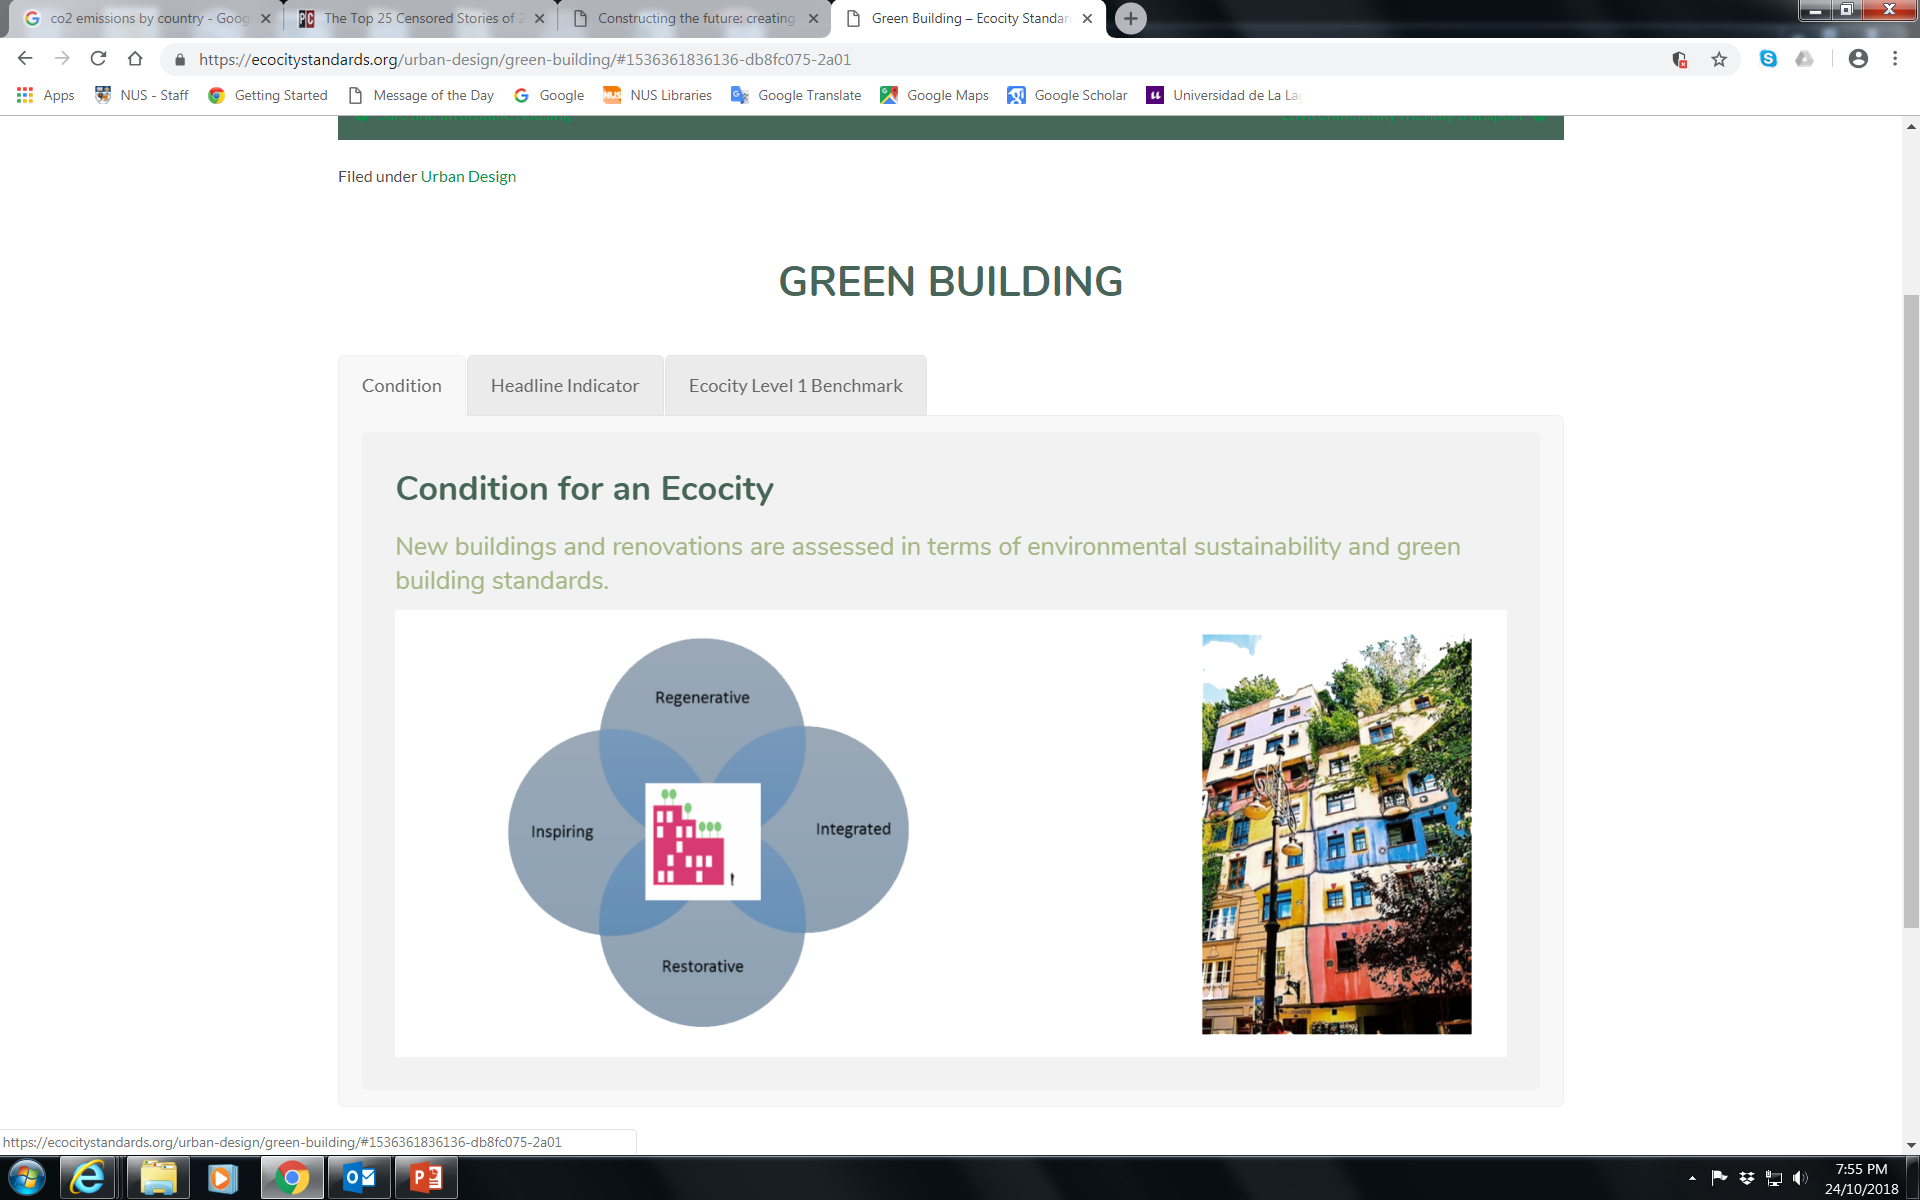 co2 emissions by country - Goog
The Top 25 Censored Stories of 2
Constructing the future: creating
Green Building – Ecocity Standar
https://ecocitystandards.org/urban-design/green-building/#1536361836136-db8fc075-2a01
Apps NUS - Staff Getting Started Message of the Day Google NUS Libraries Google Translate Google Maps Google Scholar Universidad de La La
Filed under Urban Design
GREEN BUILDING
Condition Headline Indicator Ecocity Level 1 Benchmark
Condition for an Ecocity
New buildings and renovations are assessed in terms of environmental sustainability and green
building standards.
Regenerative
Inspiring
Integrated
Restorative
https://ecocitystandards.org/urban-design/green-building/#1536361836136-db8fc075-2a01
7:55 PM
24/10/2018